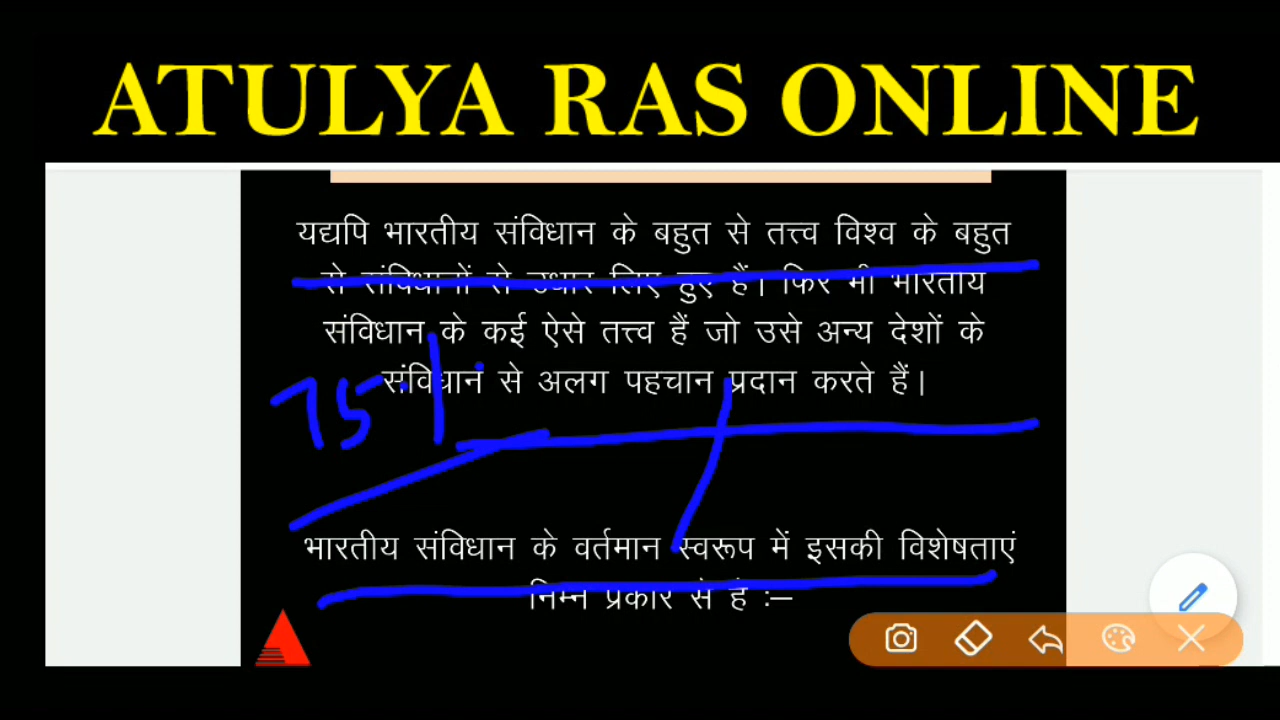 ATULYA RAS ONLINE
यद्यपि भारतीय संविधान के बहुत से तत्त्व विश्व के बहुत
से संविधानों से उधार लिए हुए हैं। फिर भी भारतीय
संविधान के कई ऐसे तत्त्व हैं जो उसे अन्य देशों के
संविधान से अलग पहचान प्रदान करते हैं।
75
भारतीय संविधान के वर्तमान स्वरूप में इसकी विशेषताएं
निम्न प्रकार से हैं :–